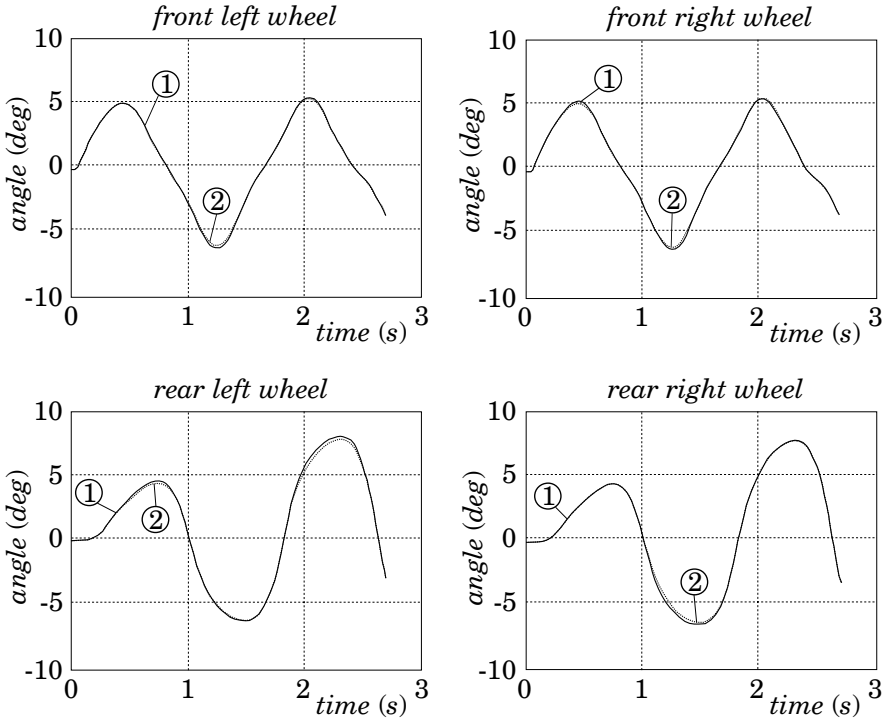 front left wheel
10
5
0
-5
-10
angle (deg)
① 
②
0 1 2 3
time (s)
front right wheel
10
5
0
-5
-10
angle (deg)
①
②
0 1 2 3
time (s)
rear left wheel
10
5
0
-5
-10
angle (deg)
①
②
0 1 2 3
time (s)
rear right wheel
10
5
0
-5
-10
angle (deg)
①
②
0 1 2 3
time (s)